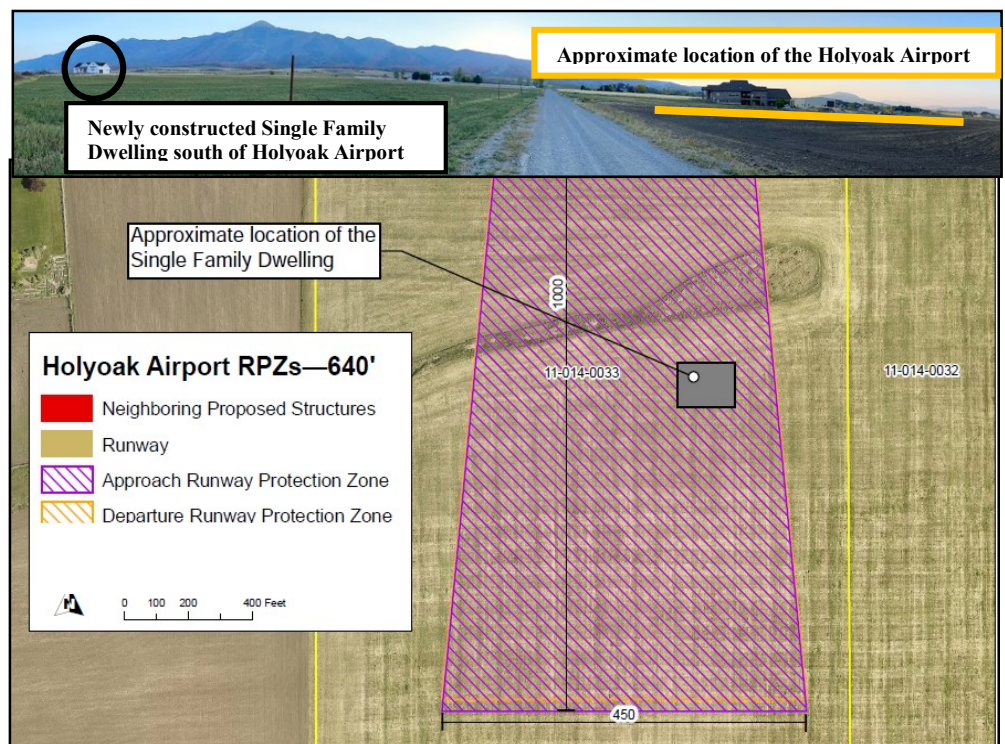 Approximate location of the Holyoak Airport
Newly constructed Single Family
Dwelling south of Holyoak Airport
Approximate location of the
Single Family Dwelling
1000
Holyoak Airport RPZs—640'
Neighboring Proposed Structures
Runway
Approach Runway Protection Zone
Departure Runway Protection Zone
N
0 100 200 400 Feet
11-014-0033
11-014-0032
450